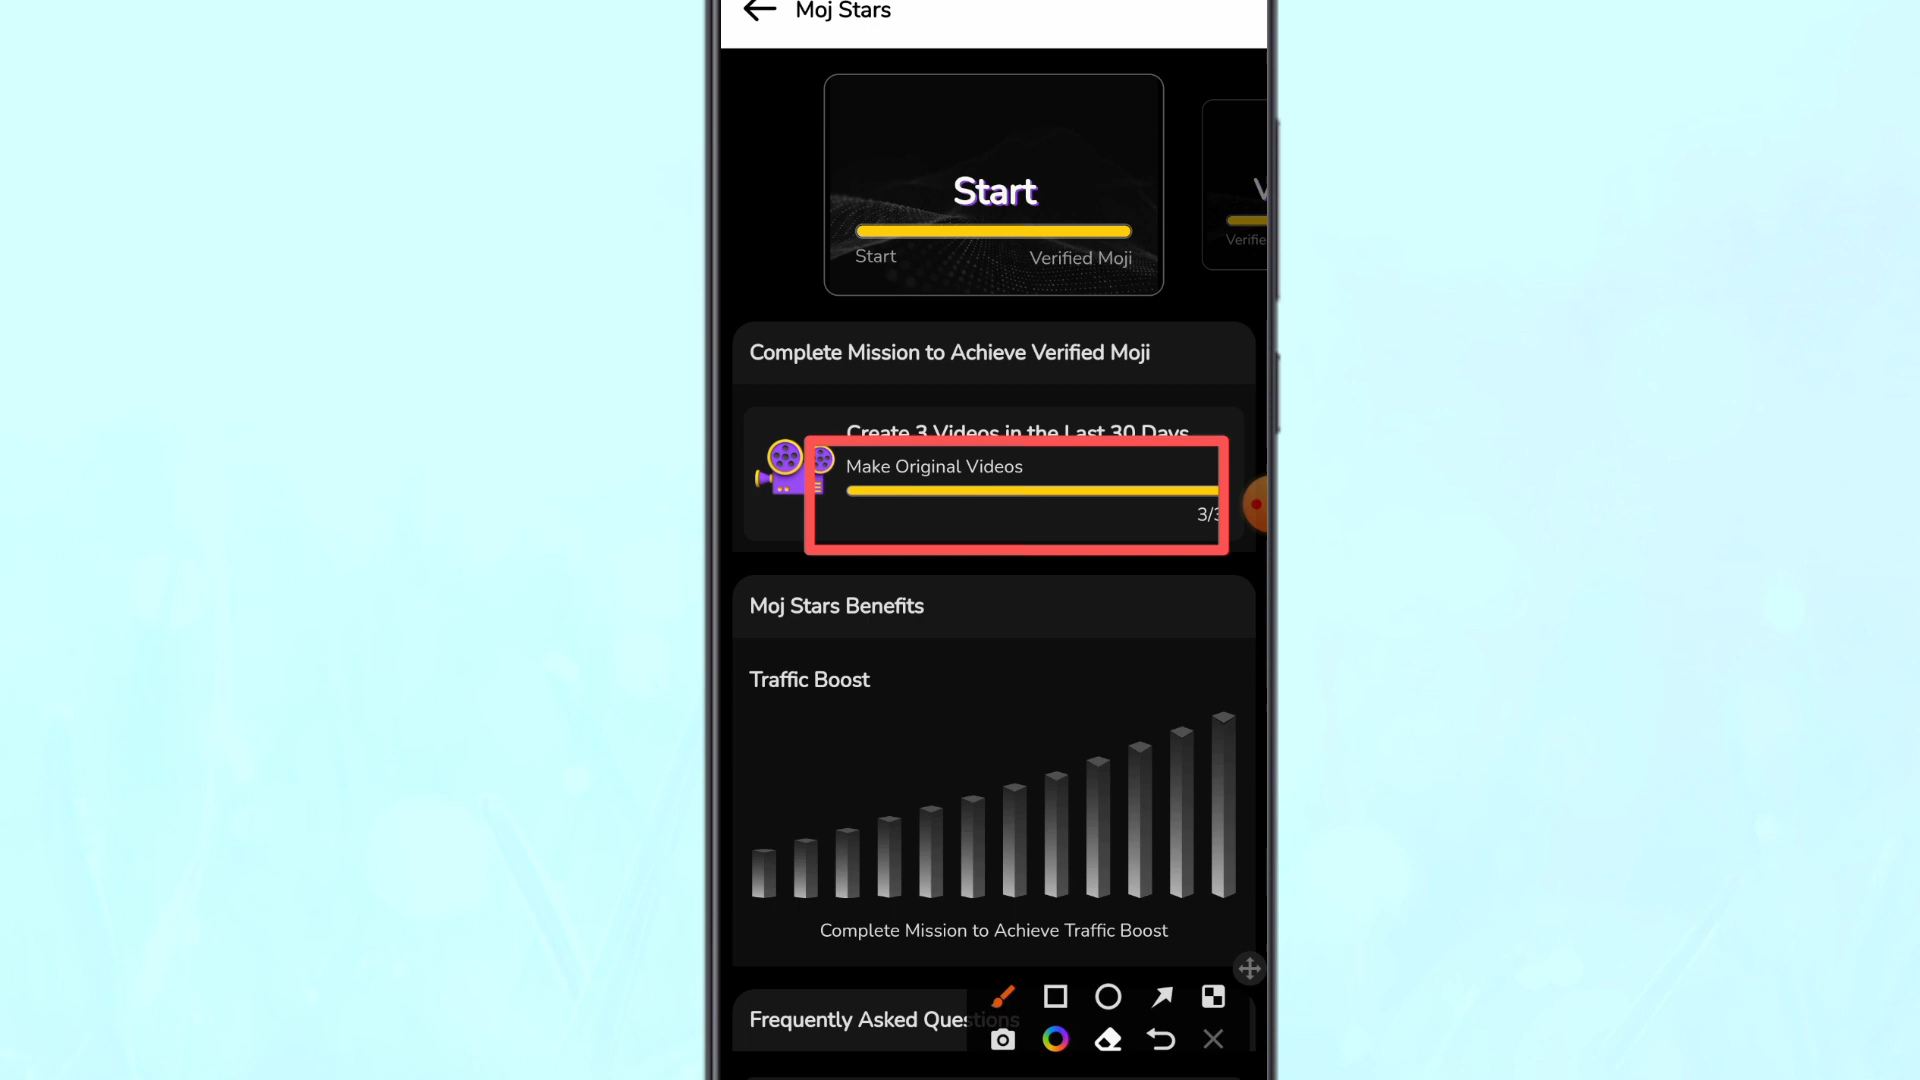 Moj Stars
Start
Start
Verified Moji
Verifie
Complete Mission to Achieve Verified Moji
Create 3 Videos in the Last 30 Days
Make Original Videos
3/3
Moj Stars Benefits
Traffic Boost
Complete Mission to Achieve Traffic Boost
Frequently Asked Questions